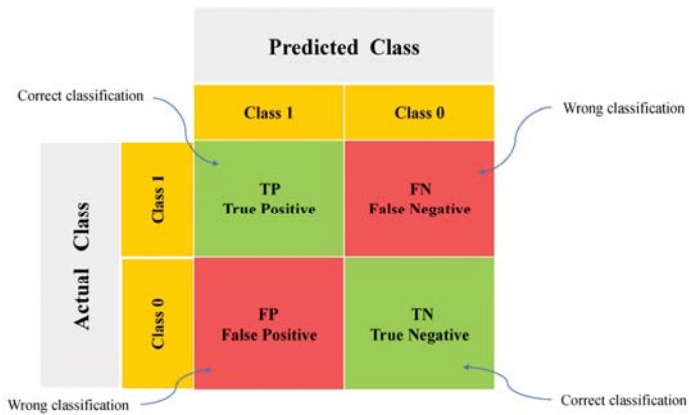 Predicted Class
Correct classification
Class 1
Class 0
Wrong classification
Actual Class
Class 1
TP
True Positive
FN
False Negative
Class 0
FP
False Positive
TN
True Negative
Wrong classification
Correct classification